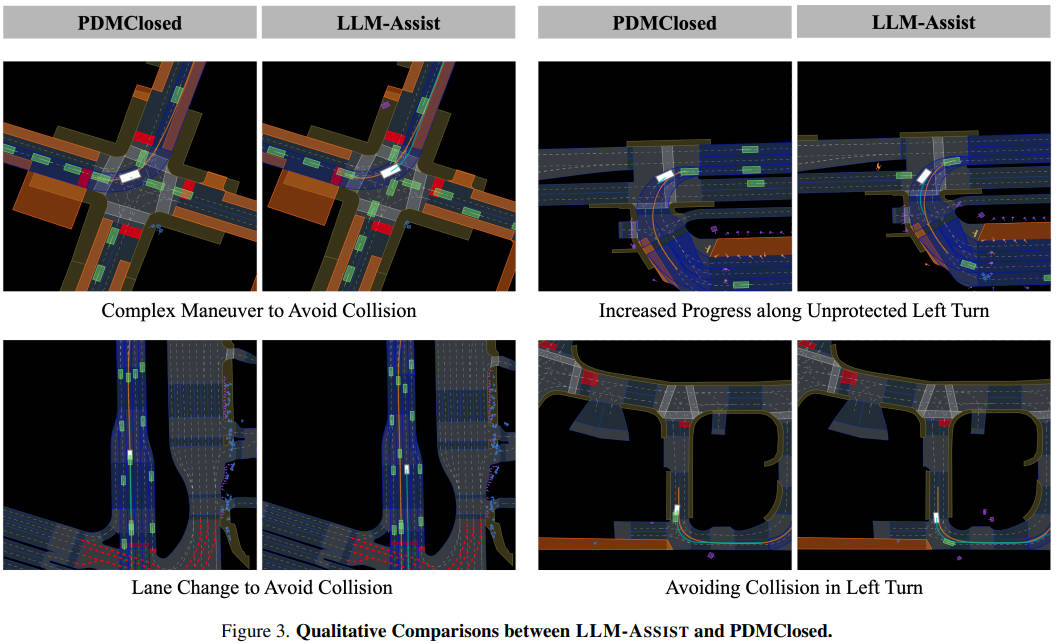 PDMClosed LLM-Assist PDMClosed LLM-Assist
Complex Maneuver to Avoid Collision Increased Progress along Unprotected Left Turn
Lane Change to Avoid Collision Avoiding Collision in Left Turn
Figure 3. Qualitative Comparisons between LLM-ASSIST and PDMClosed.